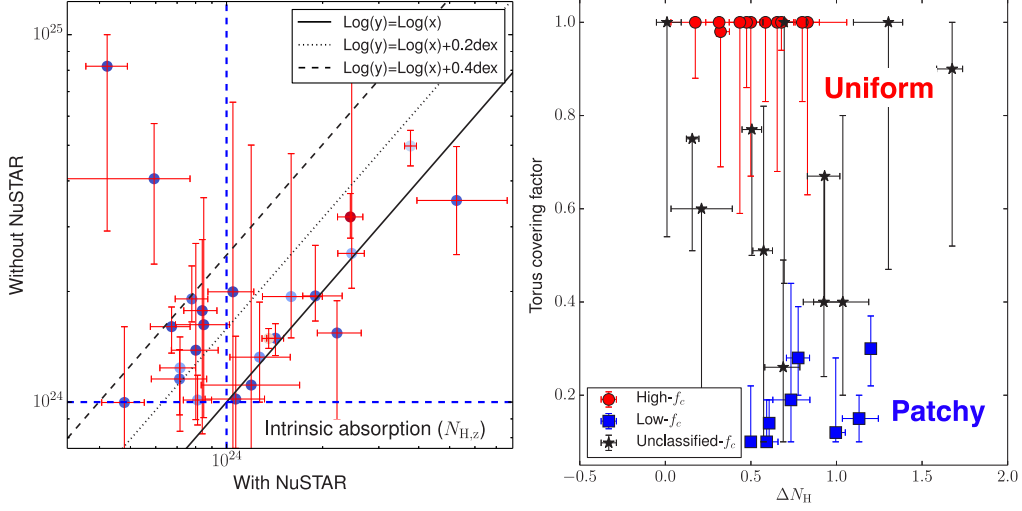 10^25
10^24
Without NuSTAR
Log(y)=Log(x)
Log(y)=Log(x)+0.2dex
Log(y)=Log(x)+0.4dex
Intrinsic absorption (N_H,z)
10^24
With NuSTAR
1.0
0.8
0.6
0.4
0.2
Torus covering factor
Uniform
Patchy
High-f_c
Low-f_c
Unclassified-f_c
−0.5
0.0
0.5
1.0
1.5
2.0
ΔN_H